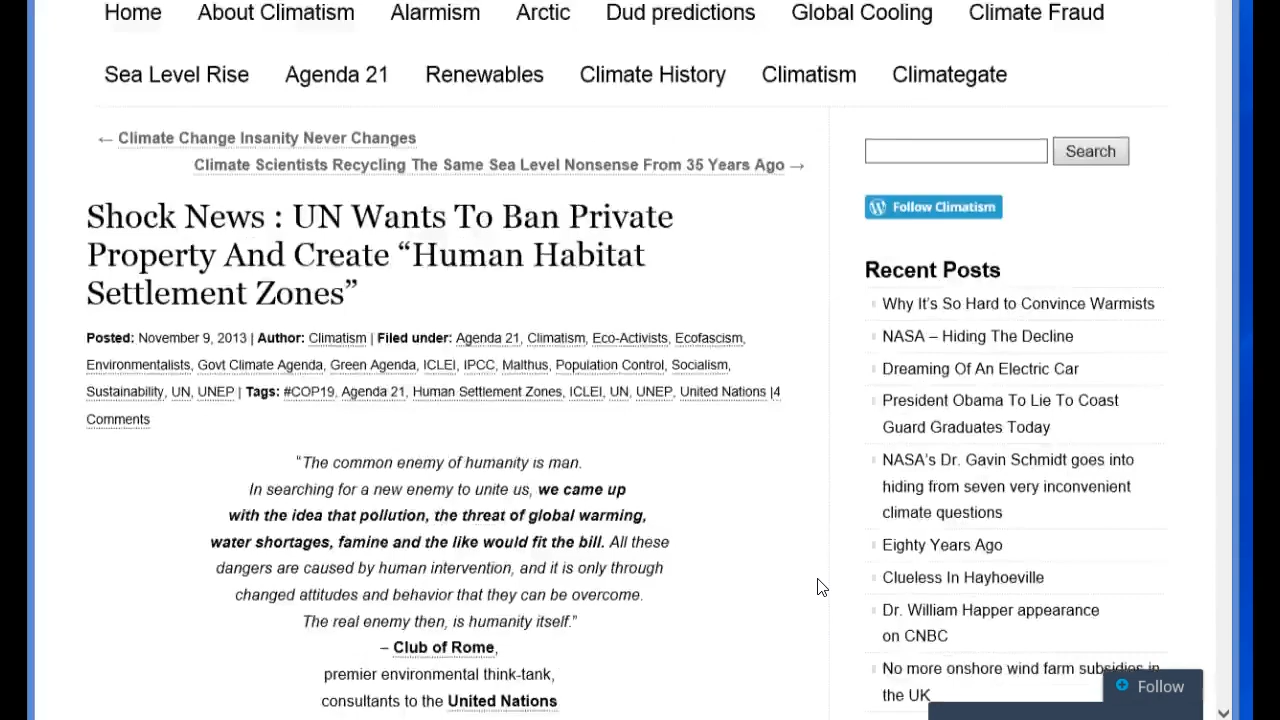 Home About Climatism Alarmism Arctic Dud predictions Global Cooling Climate Fraud
Sea Level Rise Agenda 21 Renewables Climate History Climatism Climategate
← Climate Change Insanity Never Changes
Climate Scientists Recycling The Same Sea Level Nonsense From 35 Years Ago →
Shock News : UN Wants To Ban Private
Property And Create “Human Habitat
Settlement Zones”
Posted: November 9, 2013 | Author: Climatism | Filed under: Agenda 21, Climatism, Eco-Activists, Ecofascism,
Environmentalists, Govt Climate Agenda, Green Agenda, ICLEI, IPCC, Malthus, Population Control, Socialism,
Sustainability, UN, UNEP | Tags: #COP19, Agenda 21, Human Settlement Zones, ICLEI, UN, UNEP, United Nations |4
Comments
“The common enemy of humanity is man.
In searching for a new enemy to unite us, we came up
with the idea that pollution, the threat of global warming,
water shortages, famine and the like would fit the bill. All these
dangers are caused by human intervention, and it is only through
changed attitudes and behavior that they can be overcome.
The real enemy then, is humanity itself.”
– Club of Rome,
premier environmental think-tank,
consultants to the United Nations
Search
Follow Climatism
Recent Posts
Why It’s So Hard to Convince Warmists
NASA – Hiding The Decline
Dreaming Of An Electric Car
President Obama To Lie To Coast
Guard Graduates Today
NASA’s Dr. Gavin Schmidt goes into
hiding from seven very inconvenient
climate questions
Eighty Years Ago
Clueless In Hayhoeville
Dr. William Happer appearance
on CNBC
No more onshore wind farm subsidies in
the UK
Follow